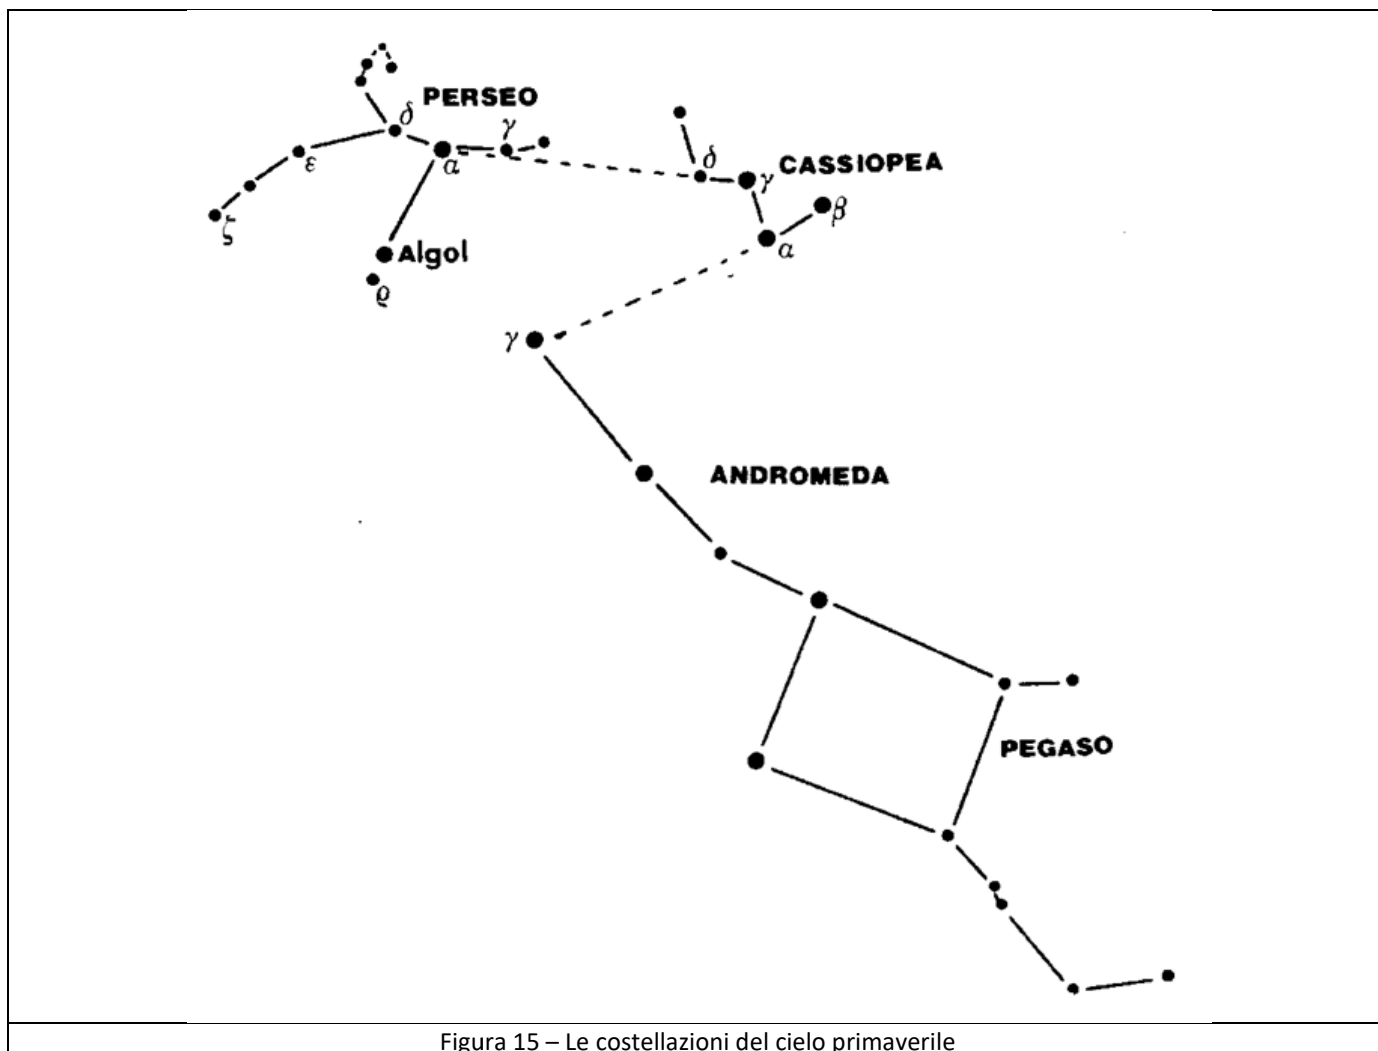 PERSEO
δ
γ
ε
α
ζ
Algol
ϱ
δ
γ
CASSIOPEA
β
α
γ
ANDROMEDA
PEGASO
Figura 15 – Le costellazioni del cielo primaverile